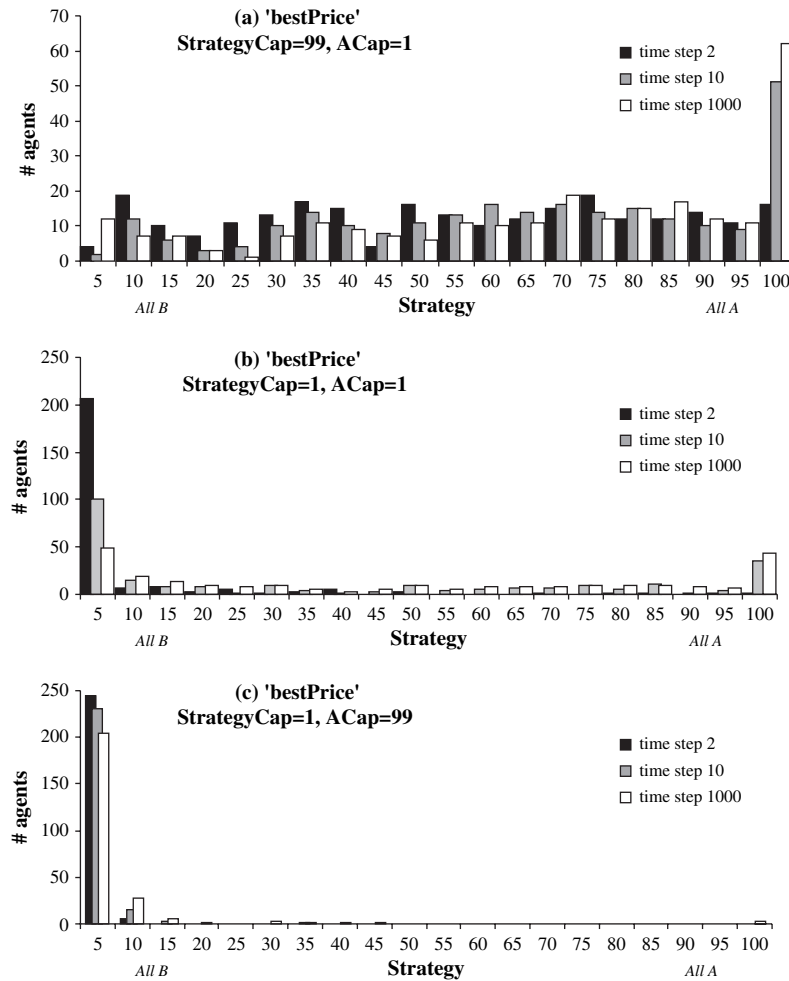 (a) 'bestPrice'
StrategyCap=99, ACap=1
70
60
50
40
30
20
10
0
# agents
time step 2
time step 10
time step 1000
5 10 15 20 25 30 35 40 45 50 55 60 65 70 75 80 85 90 95 100
All B Strategy All A
(b) 'bestPrice'
StrategyCap=1, ACap=1
250
200
150
100
50
0
# agents
time step 2
time step 10
time step 1000
5 10 15 20 25 30 35 40 45 50 55 60 65 70 75 80 85 90 95 100
All B Strategy All A
(c) 'bestPrice'
StrategyCap=1, ACap=99
250
200
150
100
50
0
# agents
time step 2
time step 10
time step 1000
5 10 15 20 25 30 35 40 45 50 55 60 65 70 75 80 85 90 95 100
All B Strategy All A